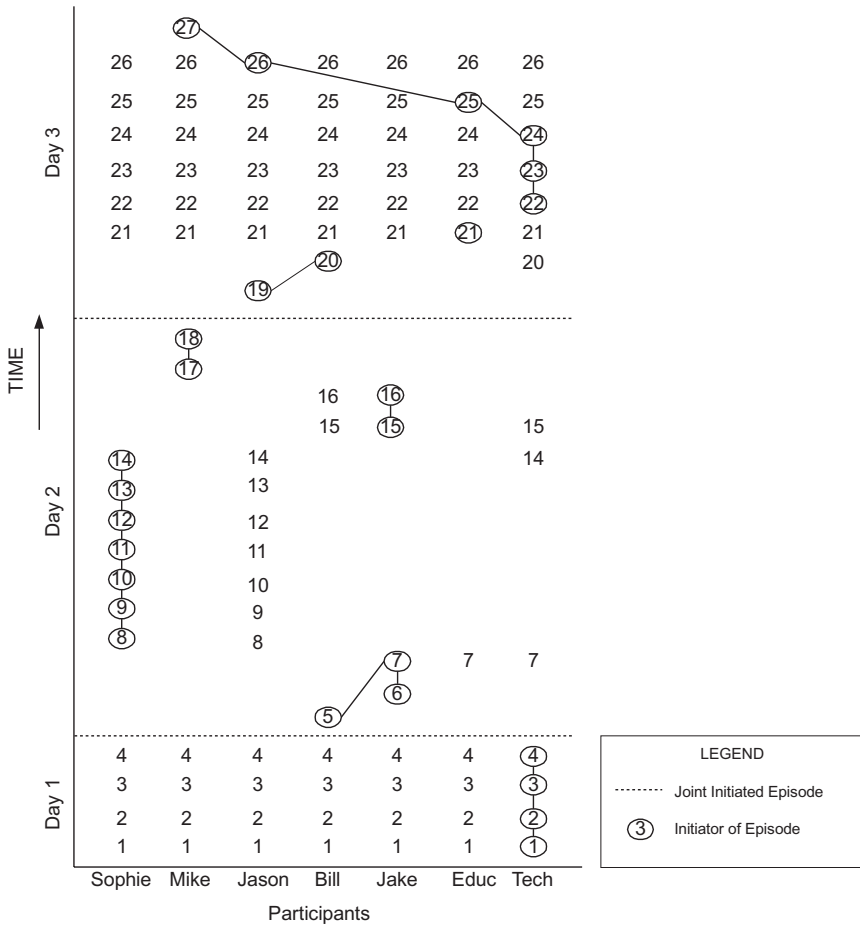 27
26 26 26 26 26 26 26
25 25 25 25 25 25 25
24 24 24 24 24 24 24
23 23 23 23 23 23 23
22 22 22 22 22 22 22
21 21 21 21 21 21 21
20 20
19
Day 3
18
17
16 16
15 15 15
14 14 14
13 13
12 12
11 11
10 10
9 9
8 8
7 7 7
6
5
Day 2
TIME
4 4 4 4 4 4 4
3 3 3 3 3 3 3
2 2 2 2 2 2 2
1 1 1 1 1 1 1
Day 1
Sophie Mike Jason Bill Jake Educ Tech
Participants
LEGEND
Joint Initiated Episode
3 Initiator of Episode